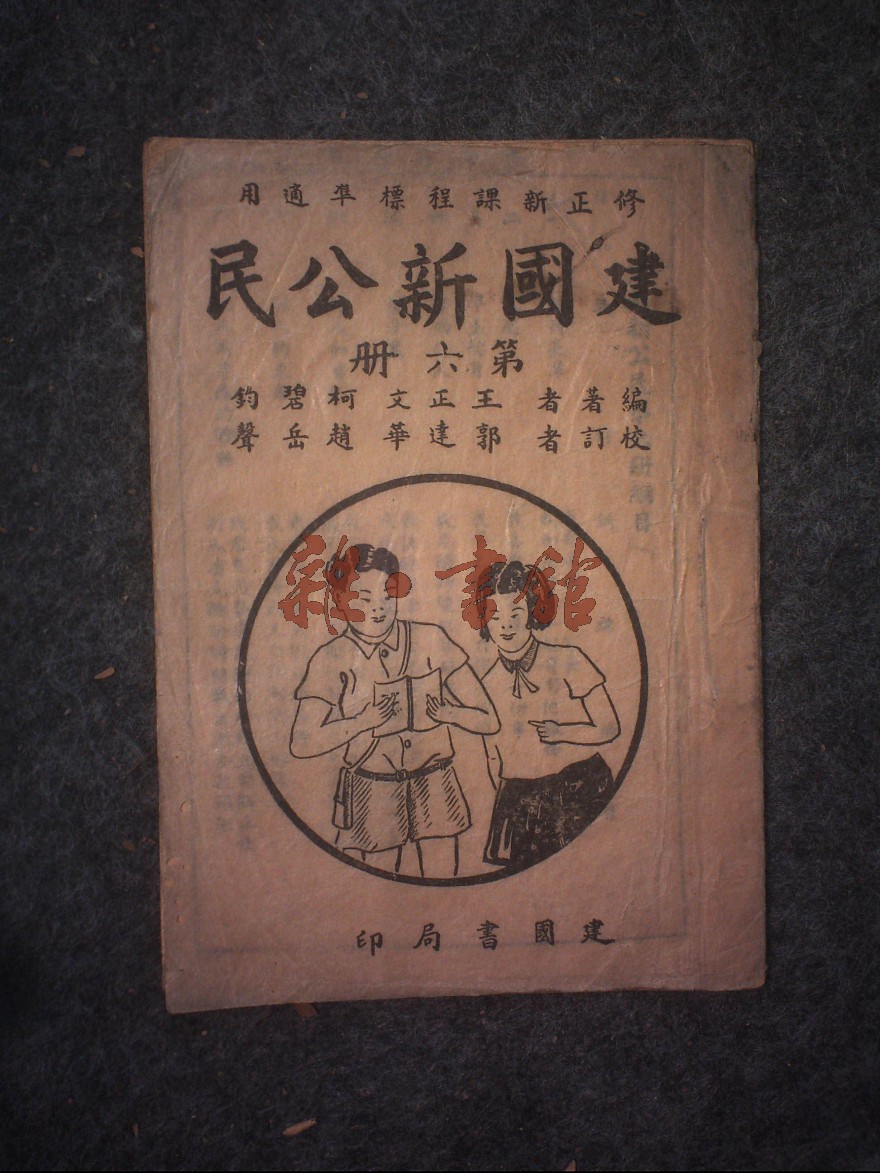 修正新課程標準適用
建國新公民
第六册
編著者 王正文 柯碧鈞
校訂者 郭達華 趙岳聲
雜·書館
建國書局印